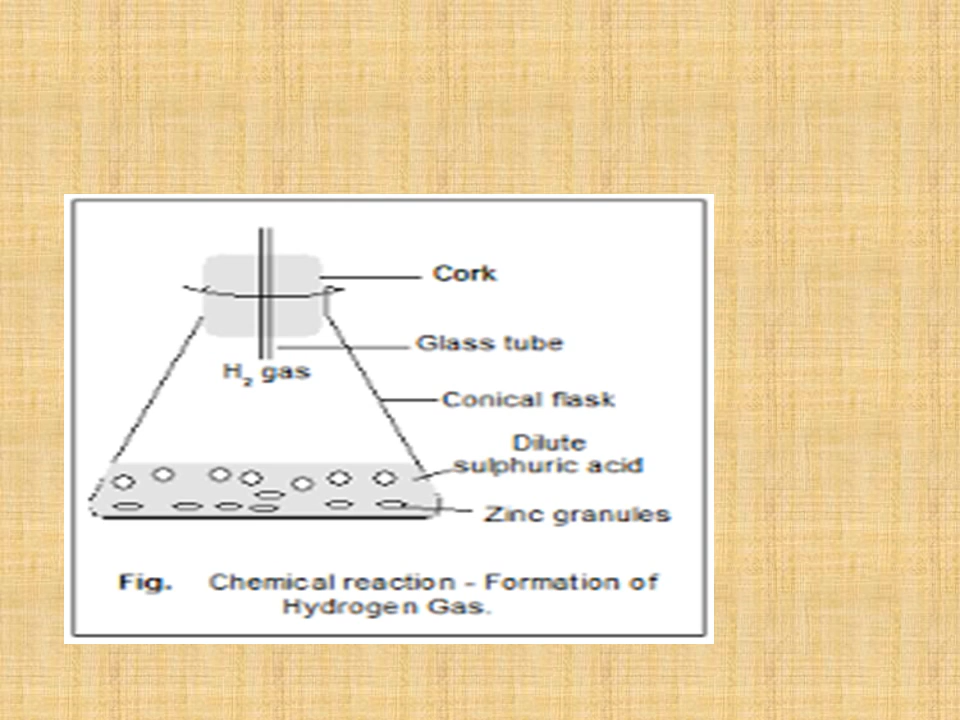 Cork
Glass tube
H₂ gas
Conical flask
Dilute
sulphuric acid
Zinc granules
Fig. Chemical reaction - Formation of
Hydrogen Gas.